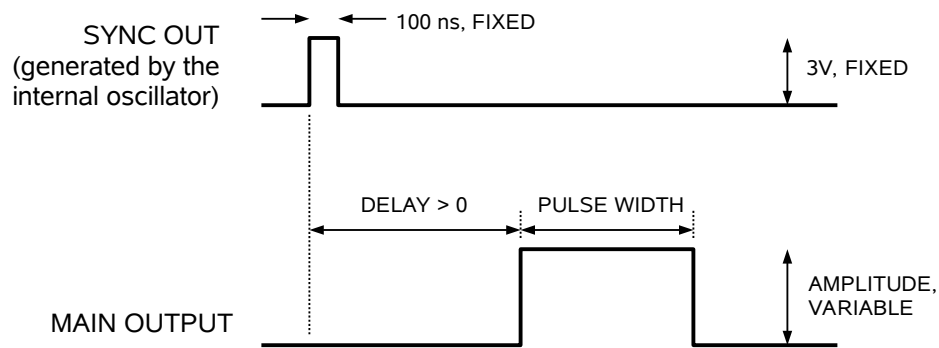 100 ns, FIXED
SYNC OUT
(generated by the
internal oscillator)
3V, FIXED
DELAY > 0
PULSE WIDTH
AMPLITUDE,
VARIABLE
MAIN OUTPUT